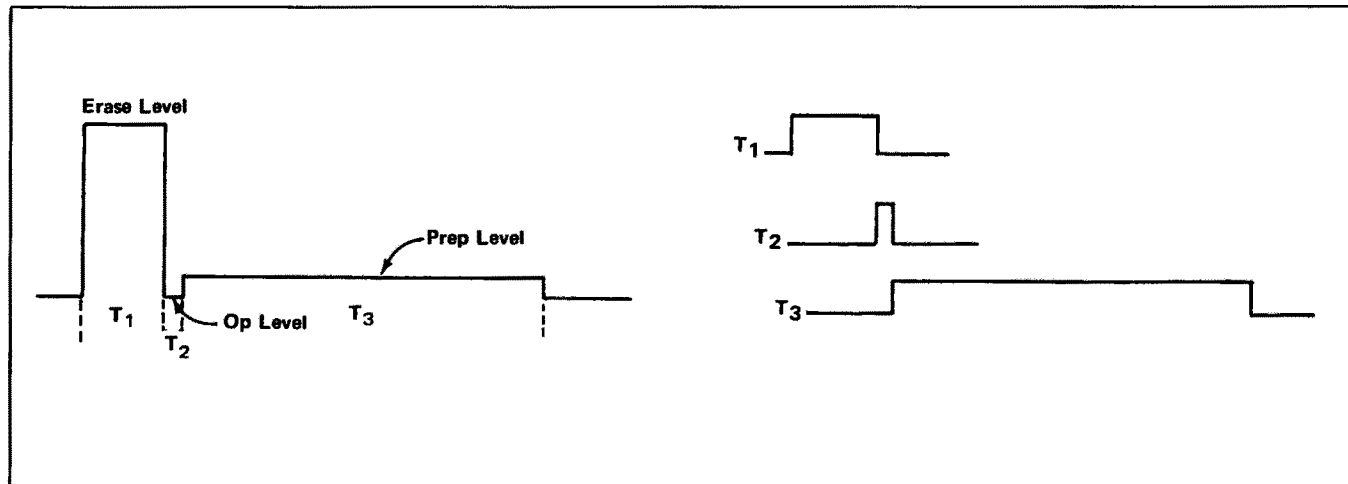 Erase Level
Prep Level
T1
Op Level
T2
T3
T1
T2
T3